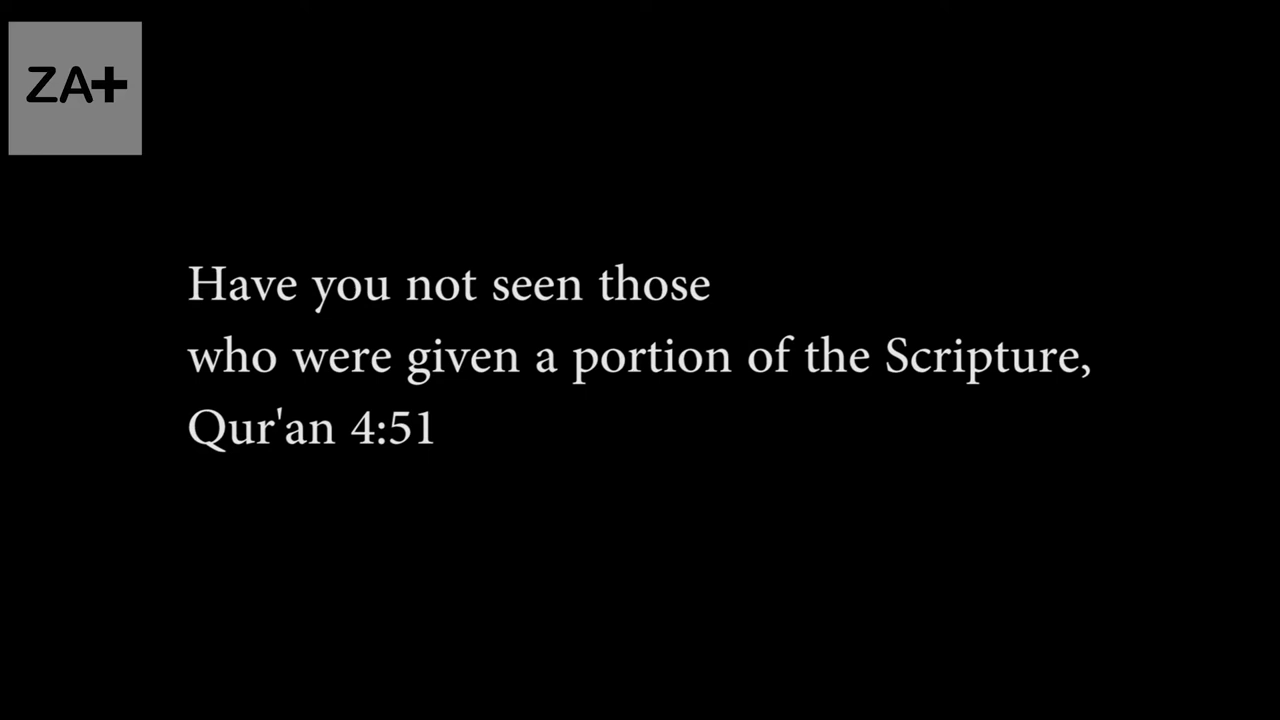 ZA+
Have you not seen those
who were given a portion of the Scripture,
Qur'an 4:51